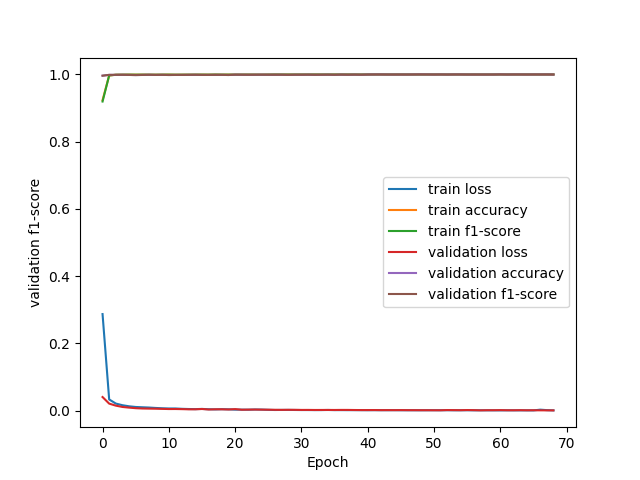 1.0
0.8
0.6
0.4
0.2
0.0
validation f1-score
train loss
train accuracy
train f1-score
validation loss
validation accuracy
validation f1-score
0 10 20 30 40 50 60 70
Epoch